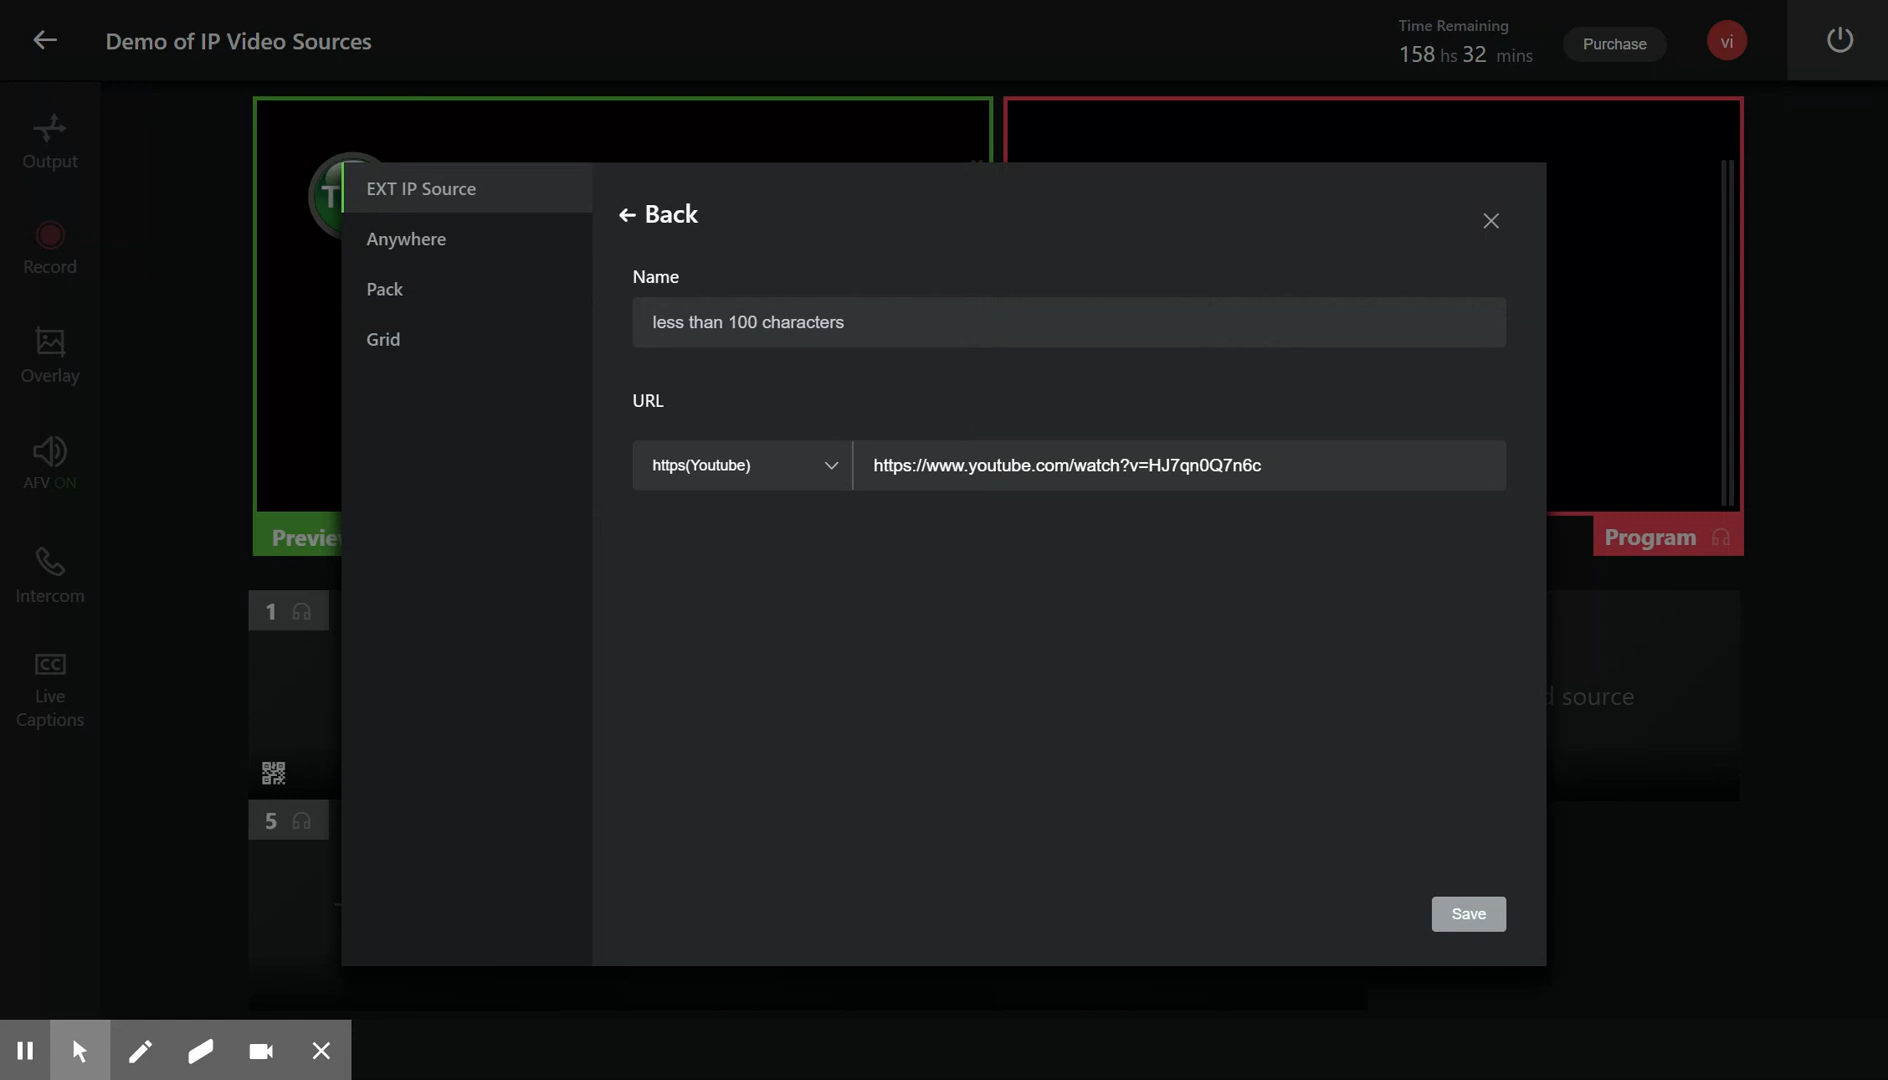 Demo of IP Video Sources
Time Remaining
158 hs 32 mins
Purchase
vi
Output
Record
Overlay
AFV ON
Intercom
CC
Live
Captions
T
EXT IP Source
Anywhere
Pack
Grid
Back
Name
less than 100 characters
URL
https(Youtube)
https://www.youtube.com/watch?v=HJ7qn0Q7n6c
Save
Program
1
source
5